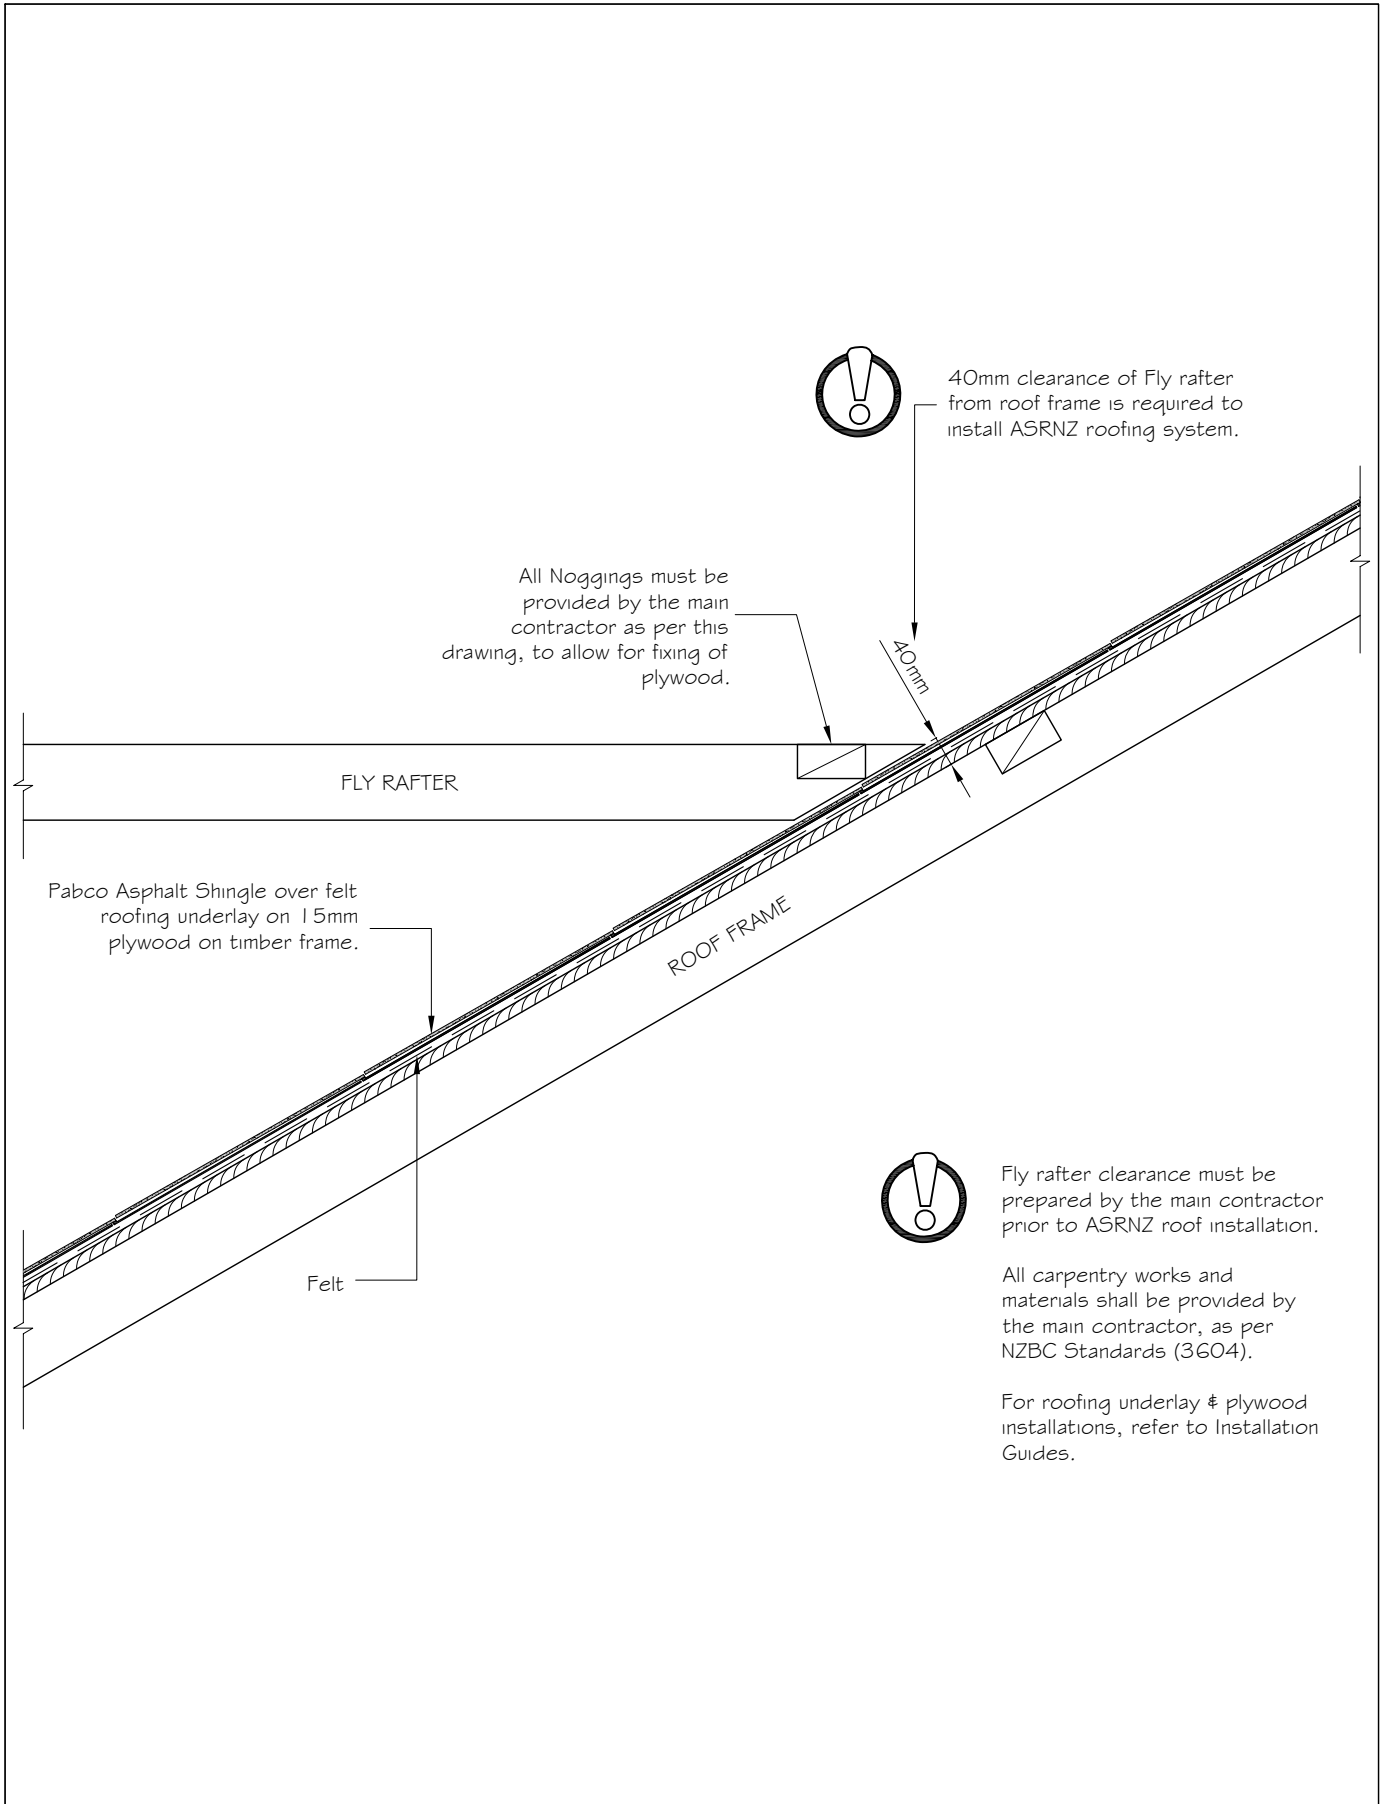 40mm clearance of Fly rafter
from roof frame is required to
install ASRNZ roofing system.
All Noggings must be
provided by the main
contractor as per this
drawing, to allow for fixing of
plywood.
40mm
FLY RAFTER
Pabco Asphalt Shingle over felt
roofing underlay on 15mm
plywood on timber frame.
ROOF FRAME
Felt
Fly rafter clearance must be
prepared by the main contractor
prior to ASRNZ roof installation.
All carpentry works and
materials shall be provided by
the main contractor, as per
NZBC Standards (3604).
For roofing underlay & plywood
installations, refer to Installation
Guides.